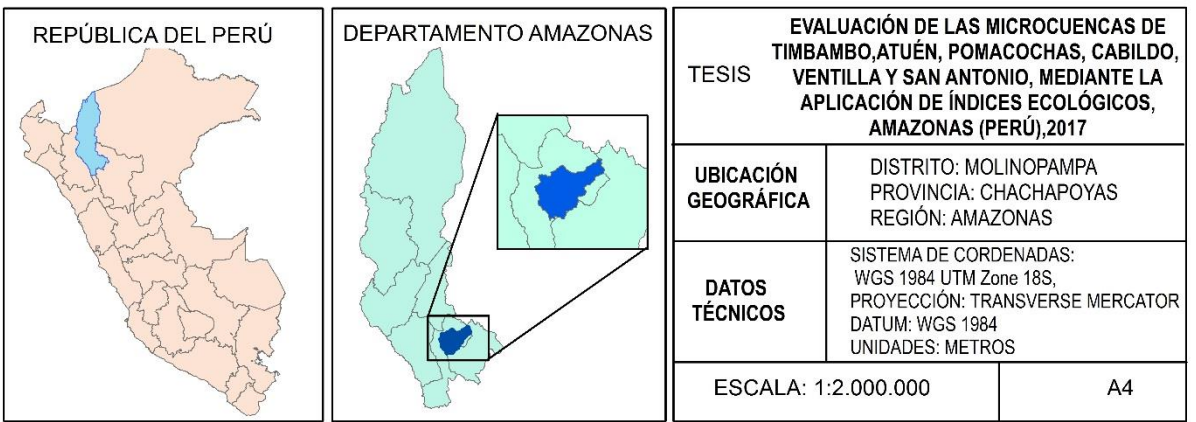 REPÚBLICA DEL PERÚ
DEPARTAMENTO AMAZONAS
TESIS
EVALUACIÓN DE LAS MICROCUENCAS DE
TIMBAMBO,ATUÉN, POMACOCHAS, CABILDO,
VENTILLA Y SAN ANTONIO, MEDIANTE LA
APLICACIÓN DE ÍNDICES ECOLÓGICOS,
AMAZONAS (PERÚ),2017
UBICACIÓN
GEOGRÁFICA
DISTRITO: MOLINOPAMPA
PROVINCIA: CHACHAPOYAS
REGIÓN: AMAZONAS
DATOS
TÉCNICOS
SISTEMA DE CORDENADAS:
WGS 1984 UTM Zone 18S,
PROYECCIÓN: TRANSVERSE MERCATOR
DATUM: WGS 1984
UNIDADES: METROS
ESCALA: 1:2.000.000
A4